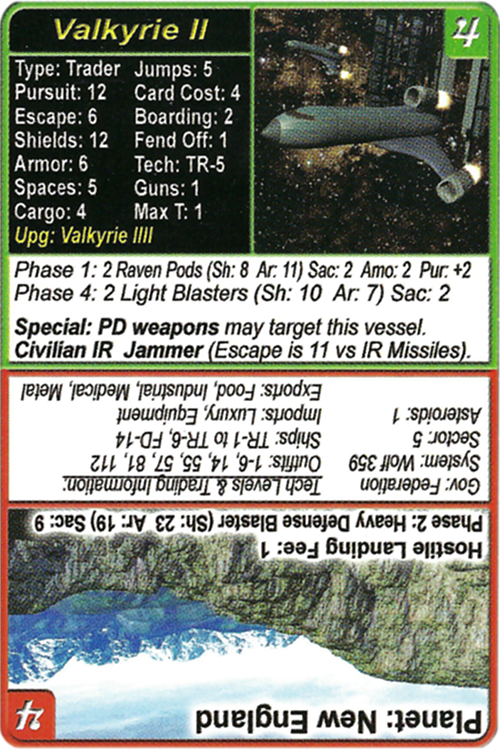 Valkyrie II
Type: Trader
Pursuit: 12
Escape: 6
Shields: 12
Armor: 6
Spaces: 5
Cargo: 4
Upg: Valkyrie IIII
Jumps: 5
Card Cost: 4
Boarding: 2
Fend Off: 1
Tech: TR-5
Guns: 1
Max T: 1
Phase 1: 2 Raven Pods (Sh: 8 Ar: 11) Sac: 2 Amo: 2 Pur: +2
Phase 4: 2 Light Blasters (Sh: 10 Ar: 7) Sac: 2
Special: PD weapons may target this vessel.
Civilian IR Jammer (Escape is 11 vs IR Missiles).
Planet: New England
Hostile Landing Fee: 1
Phase 2: Heavy Defense Blaster (Sh: 23 Ar: 19) Sac: 9
Gov: Federation
System: Wolf 359
Sector: 5
Asteroids: 1
Tech Levels & Trading Information:
Outfits: 1-6, 14, 55, 57, 81, 112
Ships: TR-1 to TR-6, FD-14
Imports: Luxury, Equipment
Exports: Food, Industrial, Medical, Metal